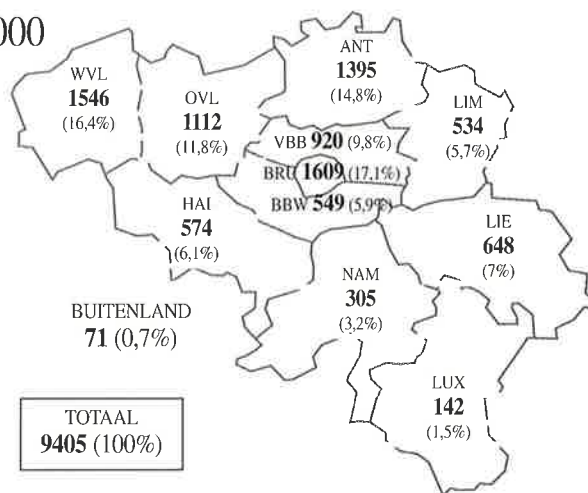 000
WVL
1546
(16,4%)
OVL
1112
(11,8%)
ANT
1395
(14,8%)
LIM
534
(5,7%)
VBB 920 (9,8%)
BRU 1609 (17,1%)
BBW 549 (5,9%)
HAI
574
(6,1%)
LIE
648
(7%)
NAM
305
(3,2%)
LUX
142
(1,5%)
BUITENLAND
71 (0,7%)
TOTAAL
9405 (100%)